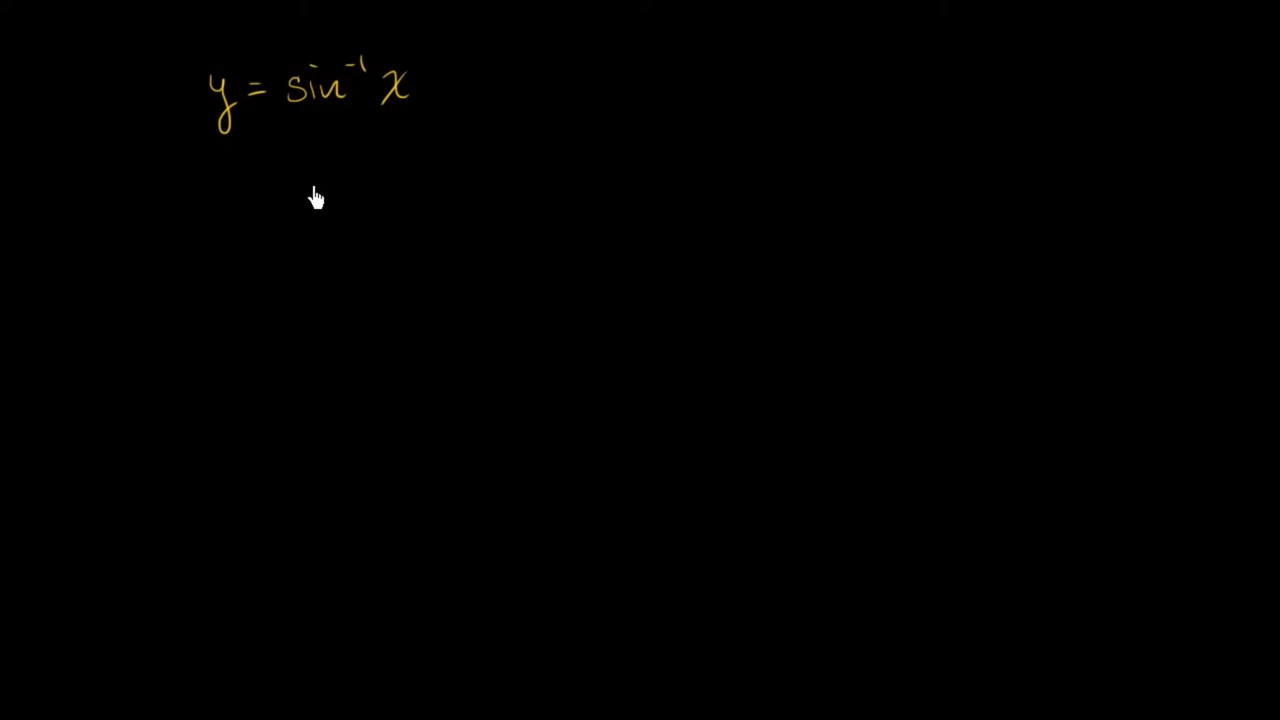 y = sin⁻¹ x